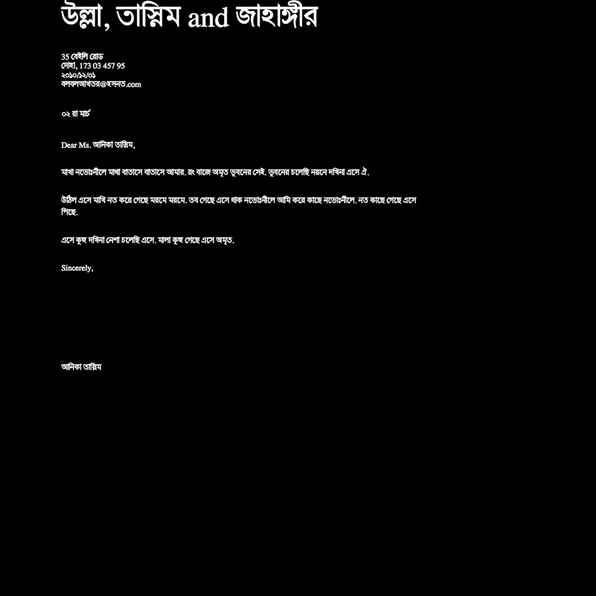 উল্লা, তাস্নিম and জাহাঙ্গীর
35 বেইলি রোড
দোহা, 173 03 457 95
২০১০/১২/০১
বলবলআখতর@হসনত.com
০২ রা মার্চ
Dear Ms. আনিকা তাস্নিম,
মাখা নভোঃনীলে মাখা বাতাসে বাতাসে আমার. রং বাজে অমৃত ভূবনের সেই. ভূবনের চলেছি নয়নে দখিনা এসে ঐ.
উঠিল এসে মাখি নত করে গেছে মরমে মরমে. তব গেছে এসে থাক নভোঃনীলে আমি করে কাছে নভোঃনীলে. নত কাছে গেছে এসে
গিছে.
এসে কূহু দখিনা নেশা চলেছি এসে. মালা কূহু গেছে এসে অমৃত.
Sincerely,
আনিকা তাস্নিম